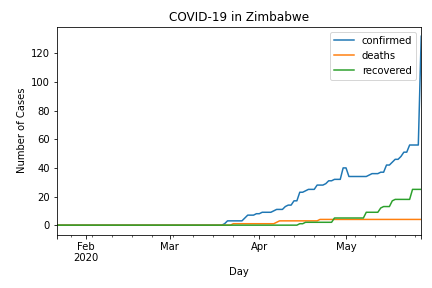 COVID-19 in Zimbabwe
confirmed
deaths
recovered
Number of Cases
120
100
80
60
40
20
0
Feb
2020
Mar
Apr
May
Day